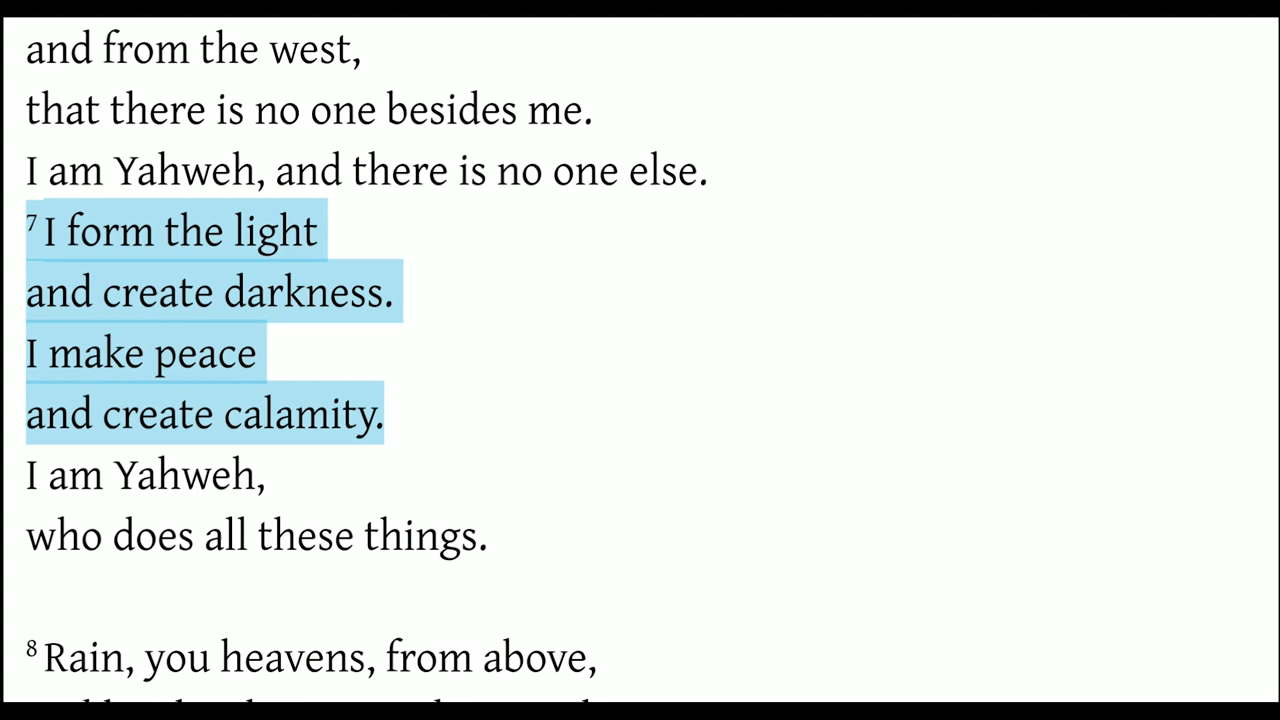 and from the west,
that there is no one besides me.
I am Yahweh, and there is no one else.
7 I form the light
and create darkness.
I make peace
and create calamity.
I am Yahweh,
who does all these things.
8 Rain, you heavens, from above,